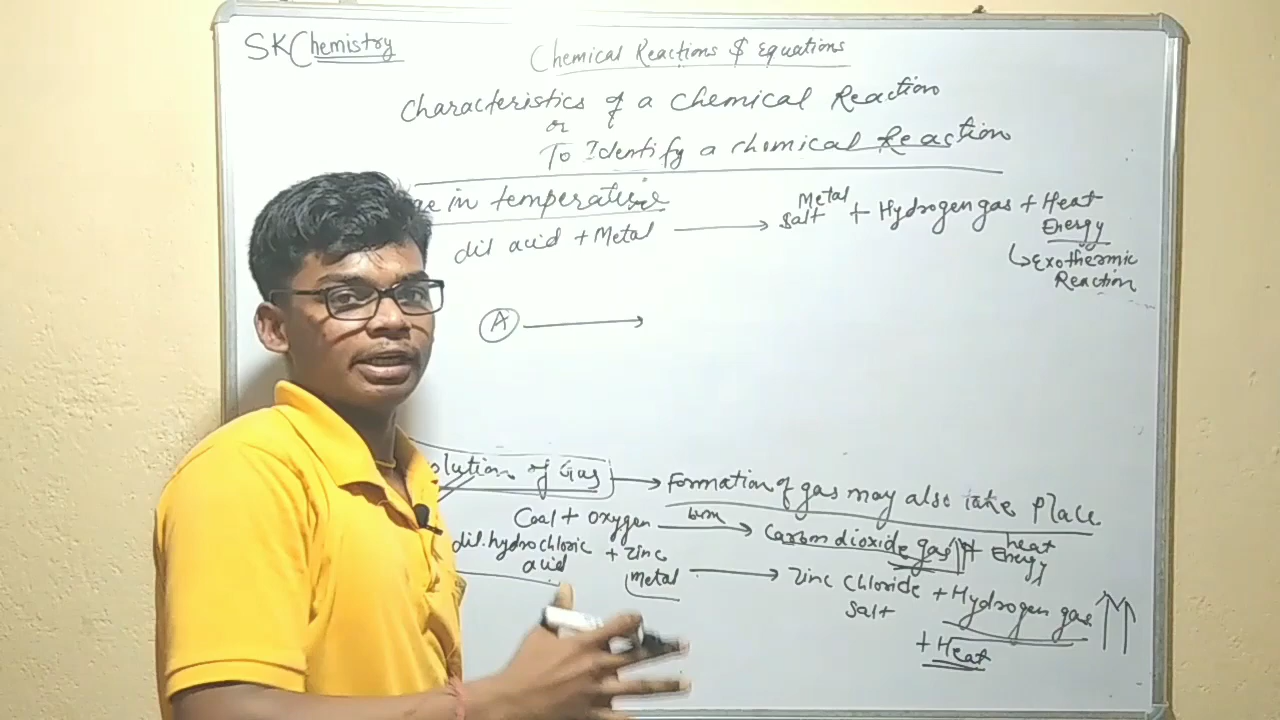 SKChemistry
Chemical Reactions & Equations
Characteristics of a Chemical Reaction
or
To Identify a chemical Reaction
ge in temperature
dil acid + Metal → Metal Salt + Hydrogen gas + Heat Energy
↳ Exothermic Reaction
A →
olution of Gas → Formation of gas may also take place
Coal + Oxygen burn → Carbon dioxide gas ↑ + heat Energy
dil. hydrochloric acid + Zinc Metal → Zinc Chloride Salt + Hydrogen gas ↑
+ Heat